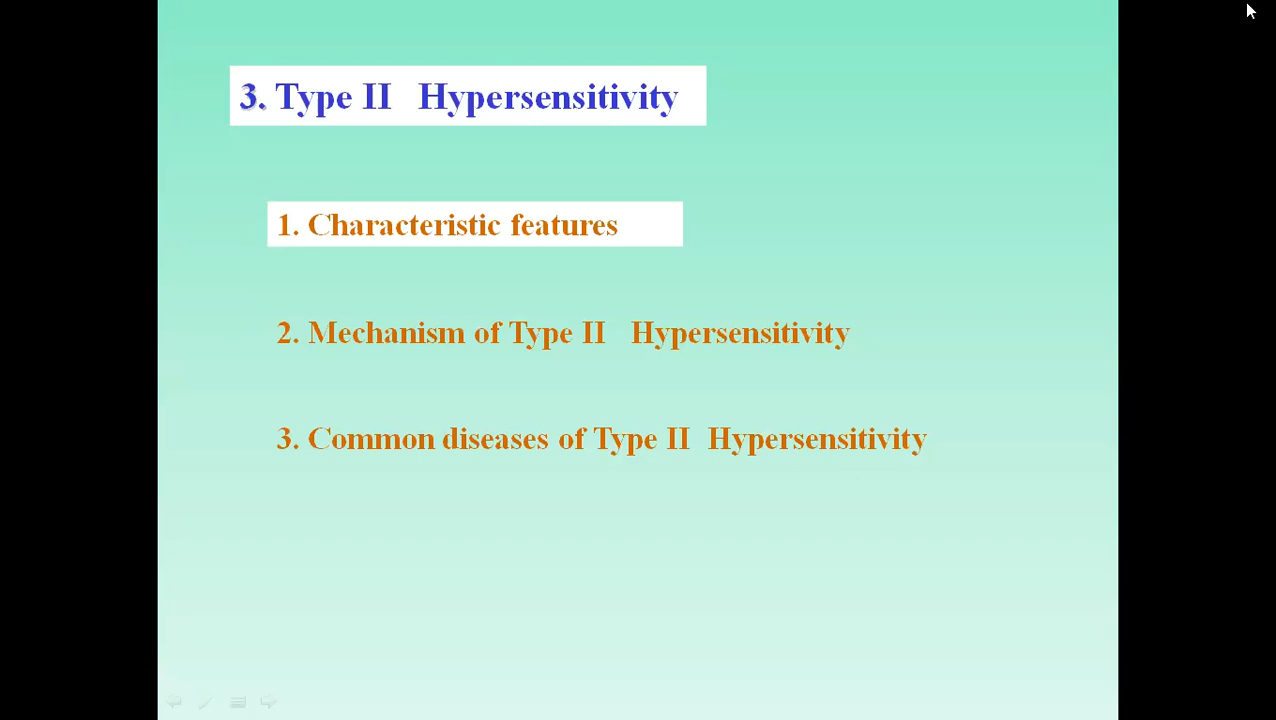 3. Type II Hypersensitivity
1. Characteristic features
2. Mechanism of Type II Hypersensitivity
3. Common diseases of Type II Hypersensitivity